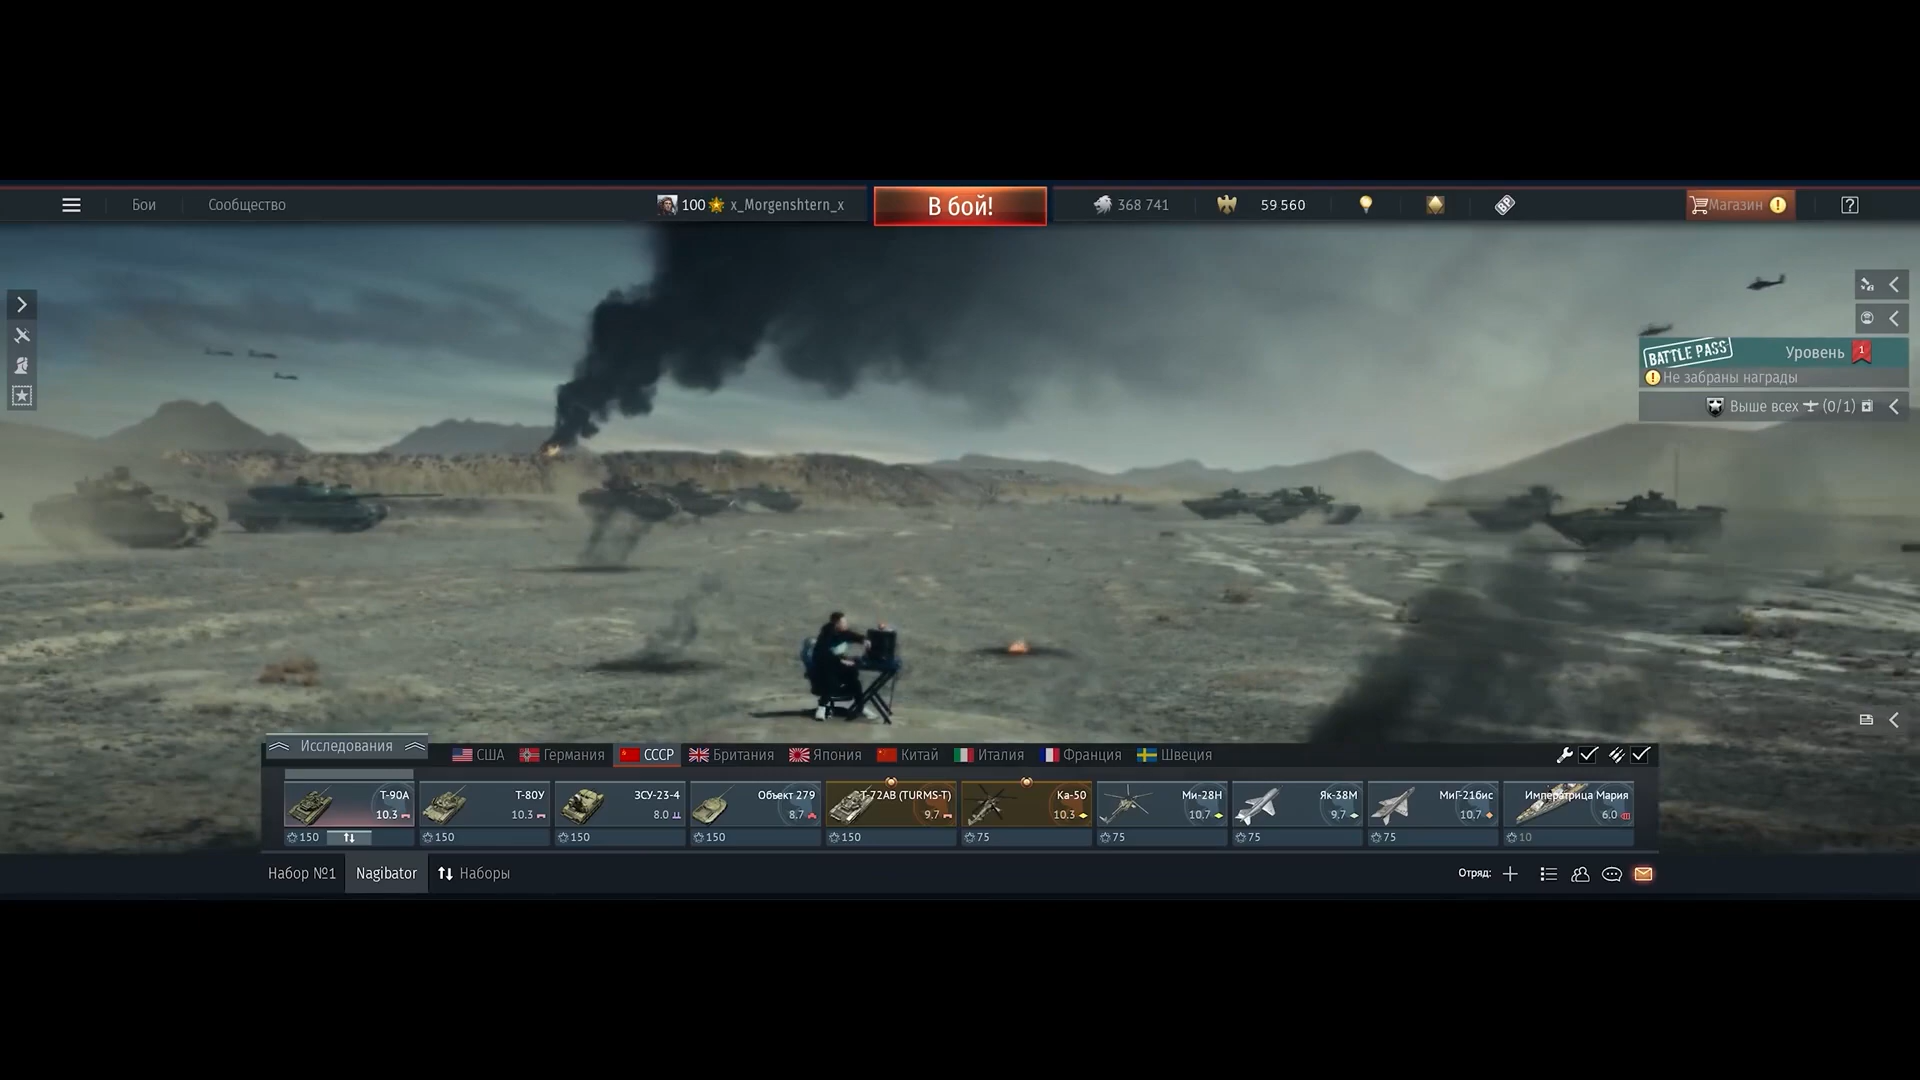 Бои
Сообщество
100 x_Morgenshtern_x
В бой!
368 741
59 560
BP
Магазин !
?
BATTLE PASS
Уровень 1
! Не забраны награды
Выше всех (0/1)
Исследования
США Германия СССР Британия Япония Китай Италия Франция Швеция
Т-90А Т-80У ЗСУ-23-4 Объект 279 Т-72АВ (TURMS-T) Ка-50 Ми-28Н Як-38М МиГ-21бис Императрица Мария
10.3 10.3 8.0 8.7 9.7 10.3 10.7 9.7 10.7 6.0
150 150 150 150 150 75 75 75 75 10
Набор №1 Nagibator Наборы
Отряд: